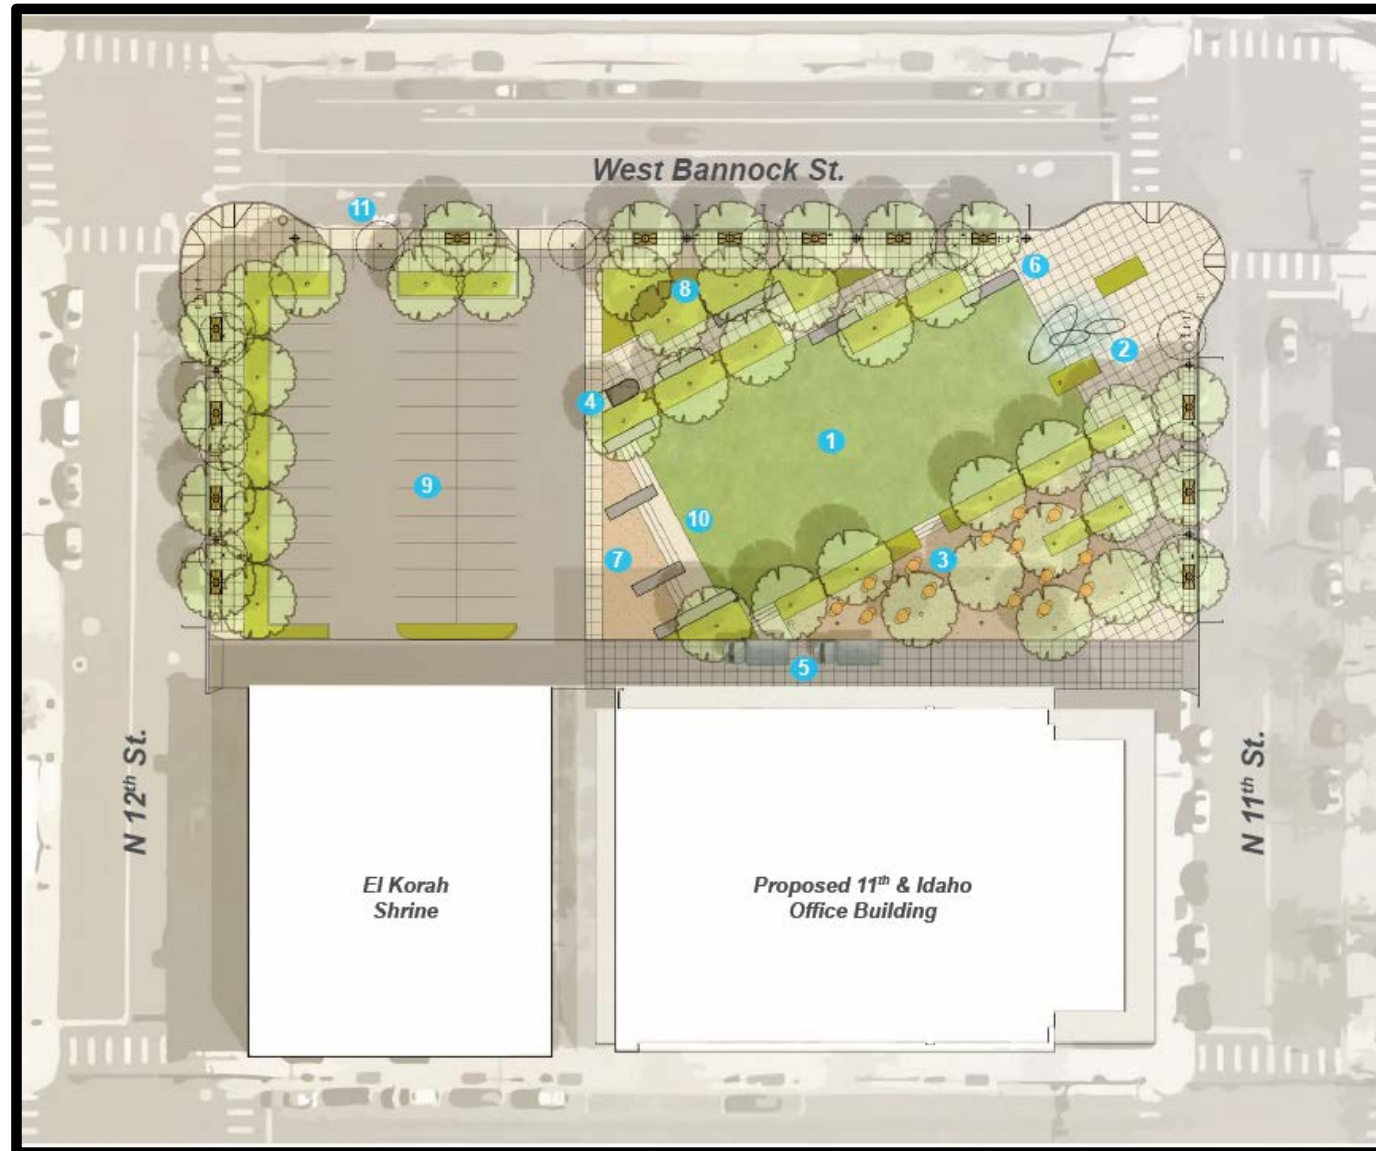 West Bannock St.
11
6
8
2
4
1
9
10
7
3
5
N 12th St.
N 11th St.
El Korah
Shrine
Proposed 11th & Idaho
Office Building